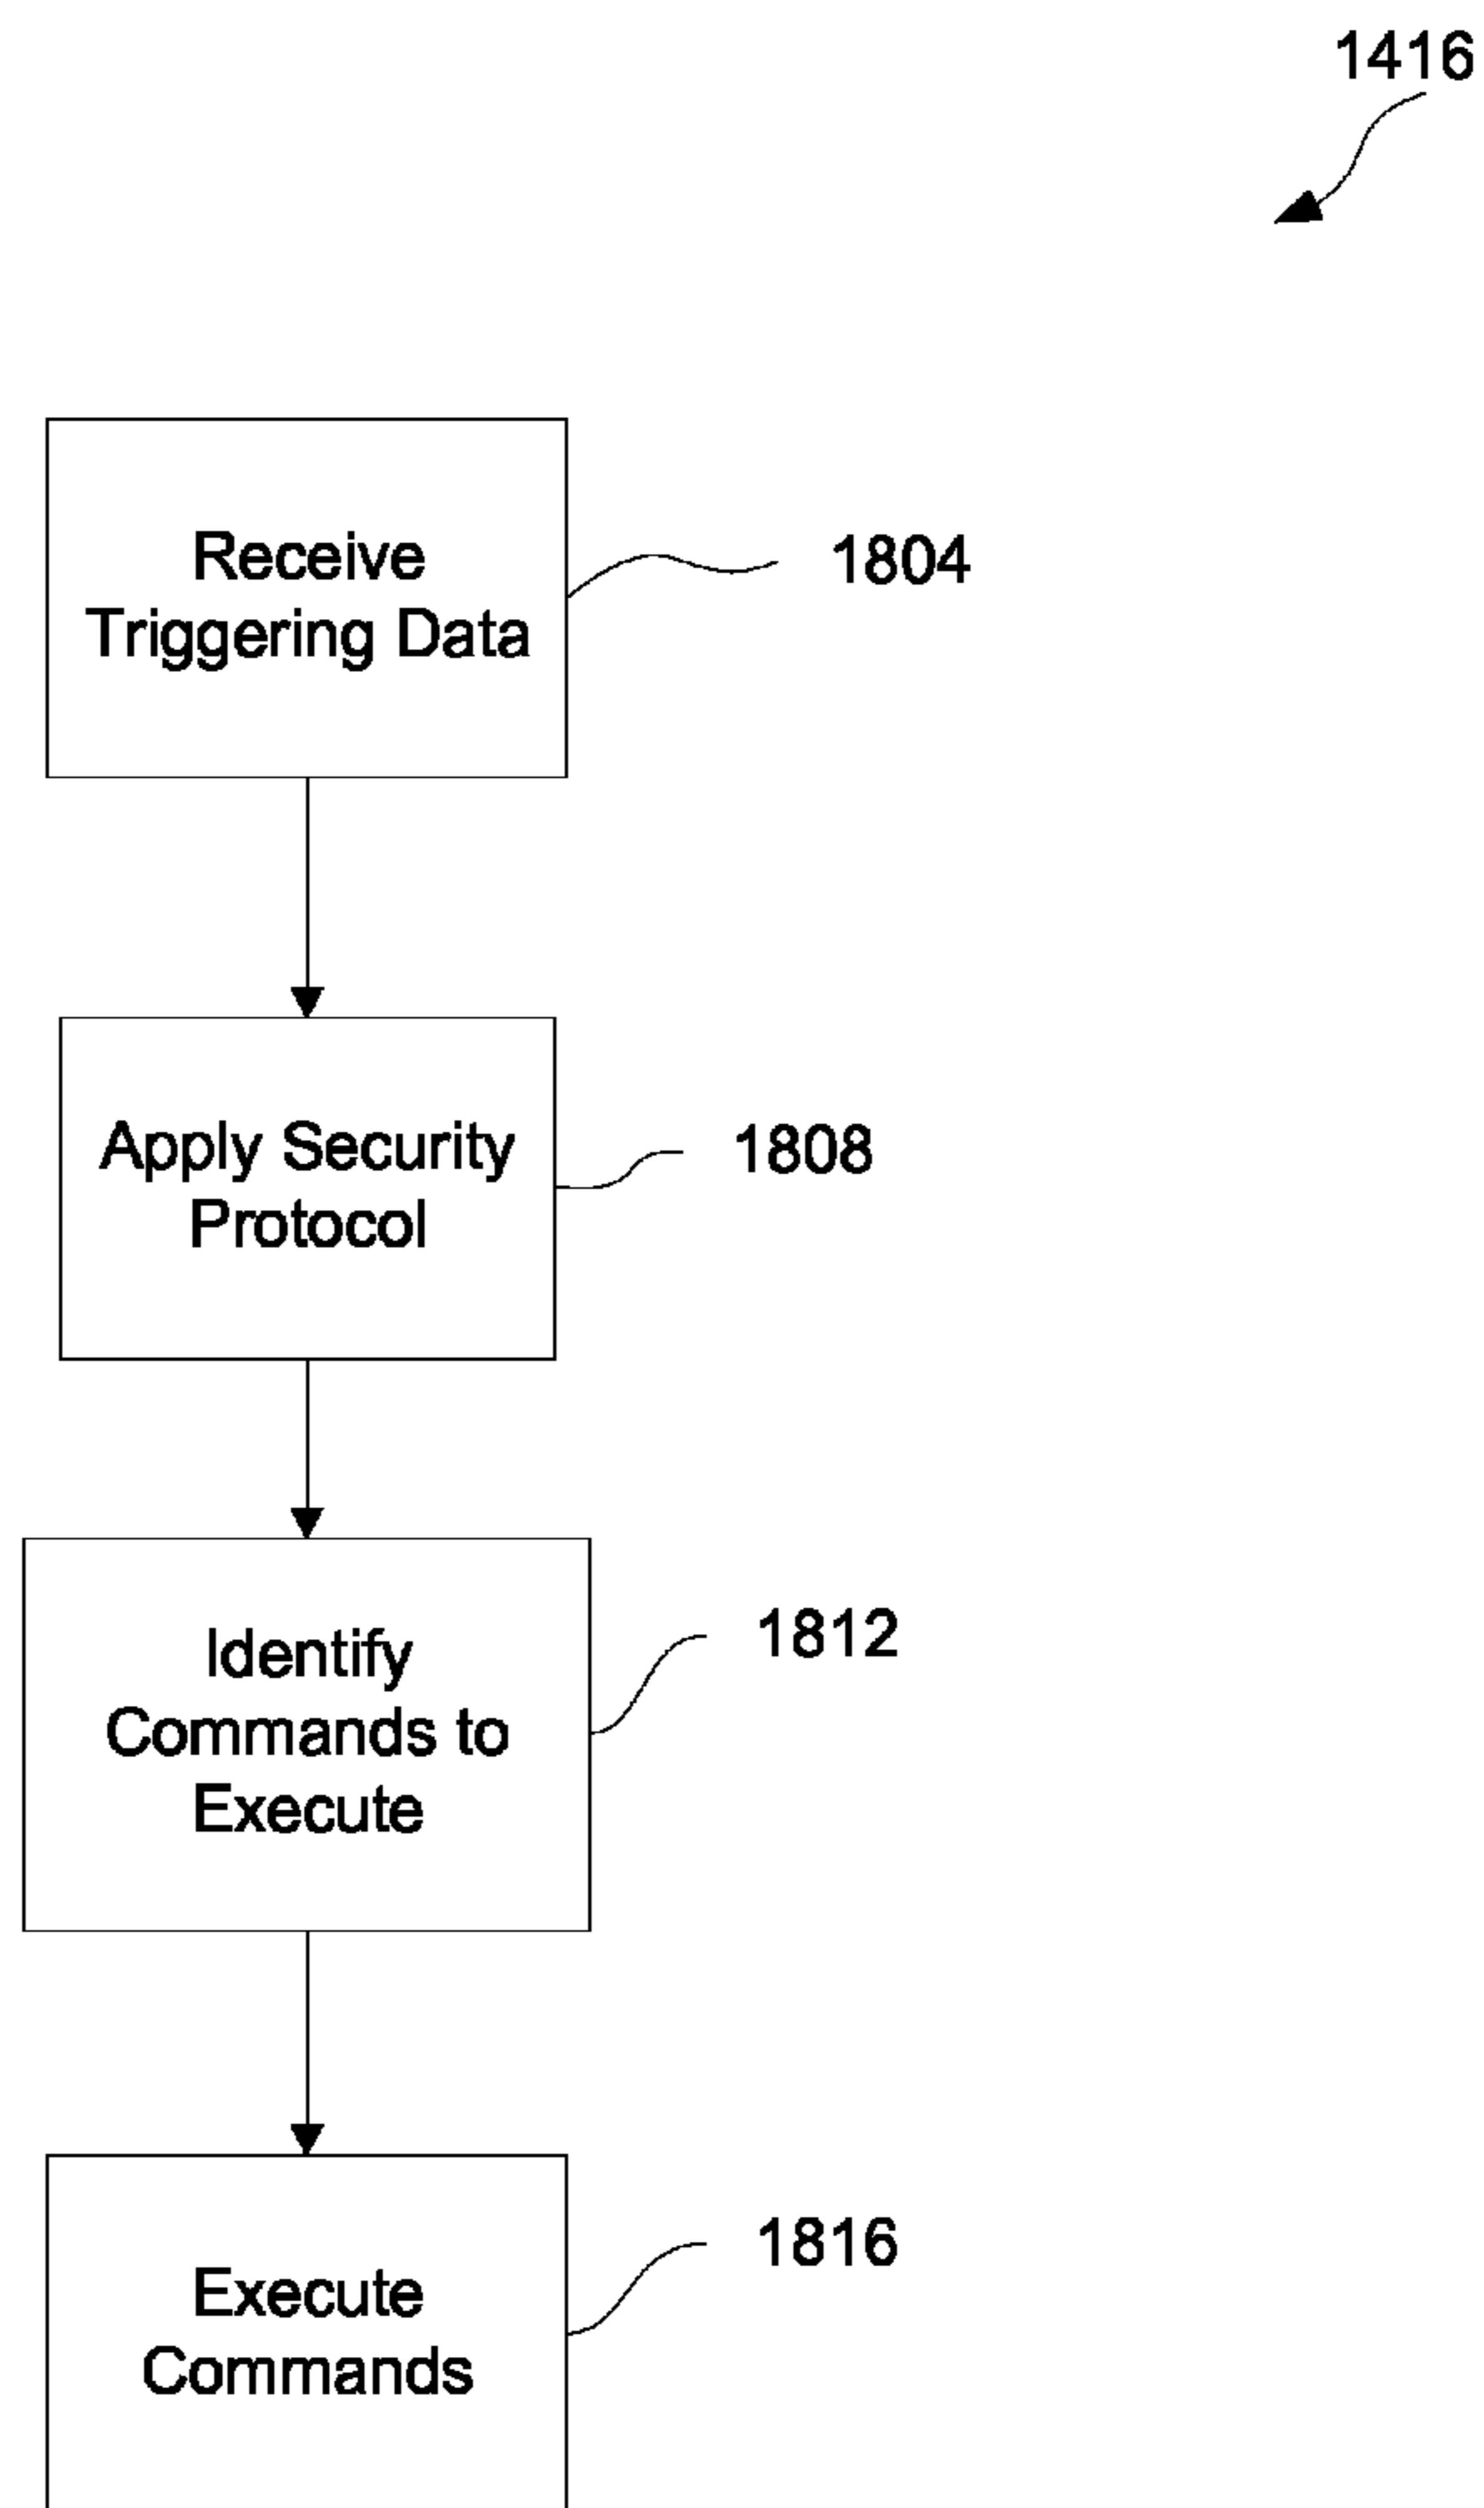 1416
Receive
Triggering Data
1804
Apply Security
Protocol
1808
Identify
Commands to
Execute
1812
Execute
Commands
1816